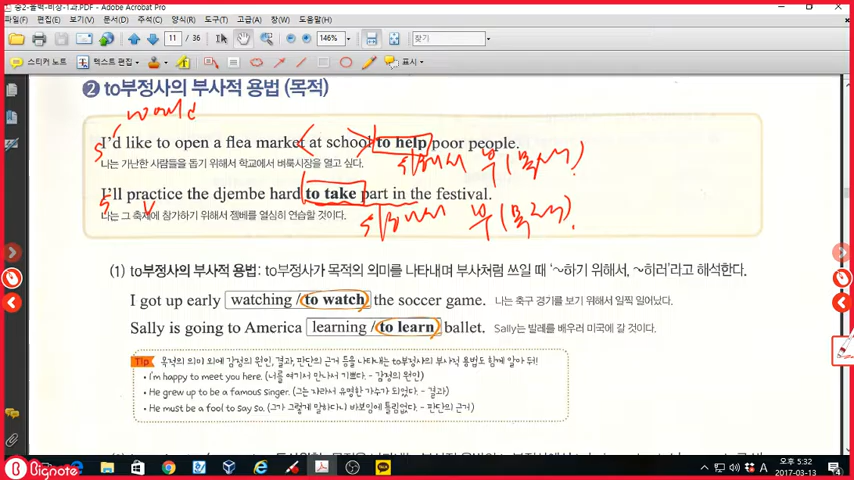 중2-올백-비상-1과.PDF - Adobe Acrobat Pro
파일(F) 편집(E) 보기(V) 문서(D) 주석(C) 양식(R) 도구(T) 고급(A) 창(W) 도움말(H)
11 / 36 146% 찾기
스티커 노트 텍스트 편집 표시
2 to부정사의 부사적 용법 (목적)
would
I'd like to open a flea market at school to help poor people.
S
나는 가난한 사람들을 돕기 위해서 학교에서 벼룩시장을 열고 싶다.
I'll practice the djembe hard to take part in the festival.
S V
나는 그 축제에 참가하기 위해서 젬베를 열심히 연습할 것이다.
(1) to부정사의 부사적 용법: to부정사가 목적의 의미를 나타내며 부사처럼 쓰일 때 '~하기 위해서, ~히러'라고 해석한다.
I got up early watching / to watch the soccer game. 나는 축구 경기를 보기 위해서 일찍 일어났다.
Sally is going to America learning / to learn ballet. Sally는 발레를 배우러 미국에 갈 것이다.
Tip 목적의 의미 외에 감정의 원인, 결과, 판단의 근거 등을 나타내는 to부정사의 부사적 용법도 함께 알아 둬!
• I'm happy to meet you here. (너를 여기서 만나서 기쁘다. - 감정의 원인)
• He grew up to be a famous singer. (그는 자라서 유명한 가수가 되었다. - 결과)
• He must be a fool to say so. (그가 그렇게 말하다니 바보임에 틀림없다. - 판단의 근거)
Bignote
A 오후 5:32
2017-03-13